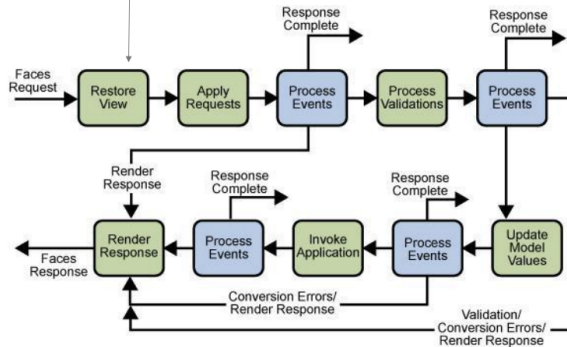 Response
Complete
Response
Complete
Faces
Request
Restore
View
Apply
Requests
Process
Events
Process
Validations
Process
Events
Render
Response
Response
Complete
Response
Complete
Render
Response
Process
Events
Invoke
Application
Process
Events
Update
Model
Values
Faces
Response
Conversion Errors/
Render Response
Validation/
Conversion Errors/
Render Response